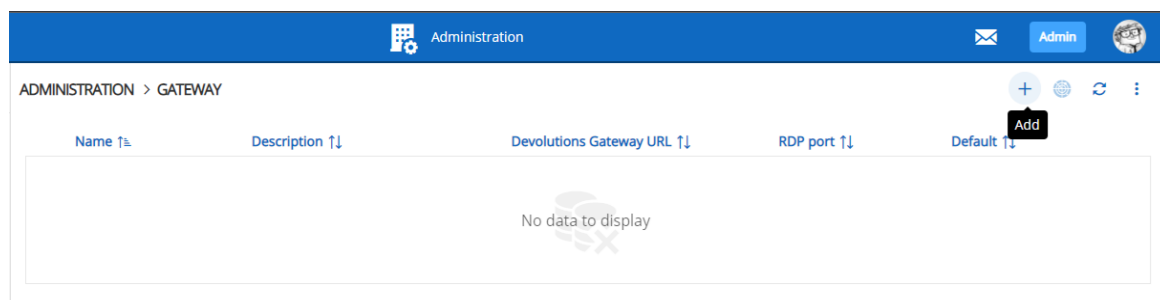 Administration
Admin
ADMINISTRATION > GATEWAY
Add
Name
Description
Devolutions Gateway URL
RDP port
Default
No data to display